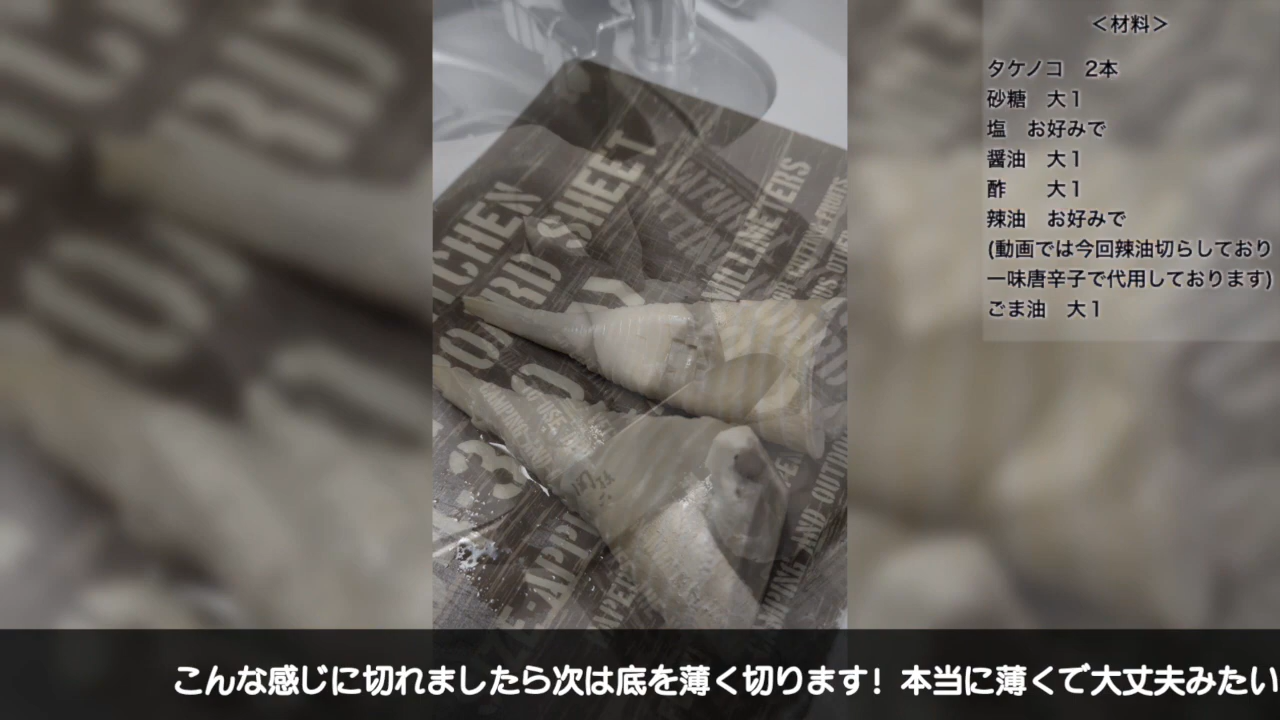 ＜材料＞
タケノコ　2本
砂糖　大１
塩　お好みで
醤油　大１
酢　　大１
辣油　お好みで
(動画では今回辣油切らしており
一味唐辛子で代用しております)
ごま油　大１
SHEET
MILLIMETERS
こんな感じに切れましたら次は底を薄く切ります！本当に薄くで大丈夫みたい